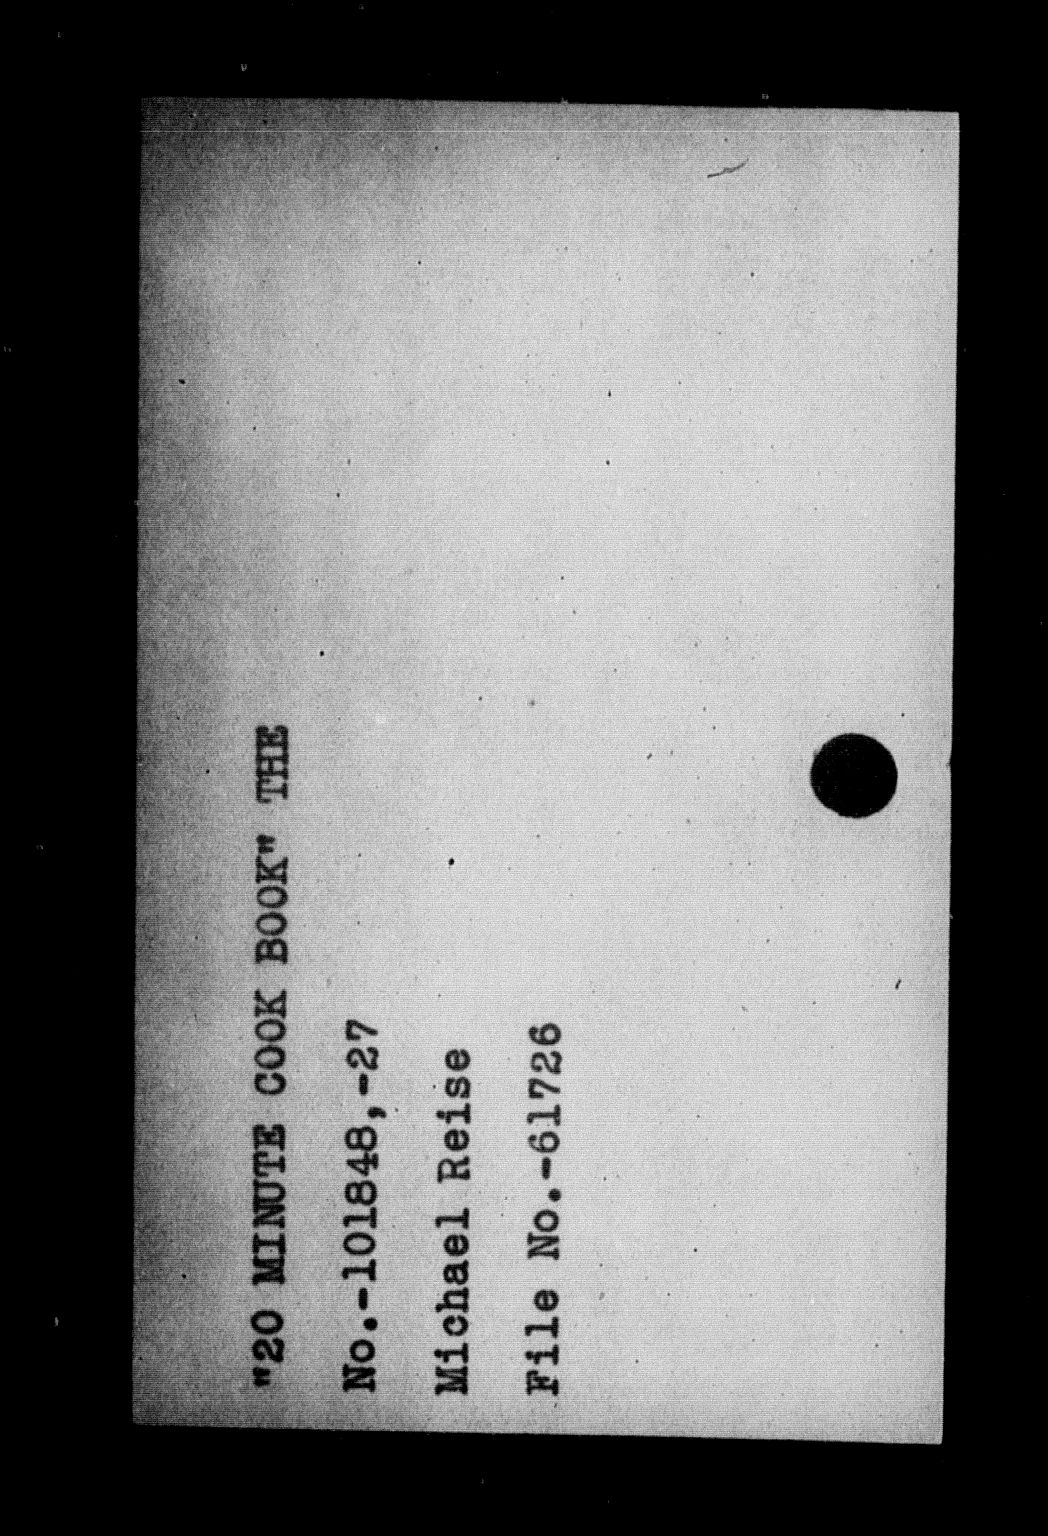 "20 MINUTE COOK BOOK" THE
No.-101848,-27
Michael Reise
File No.-61726